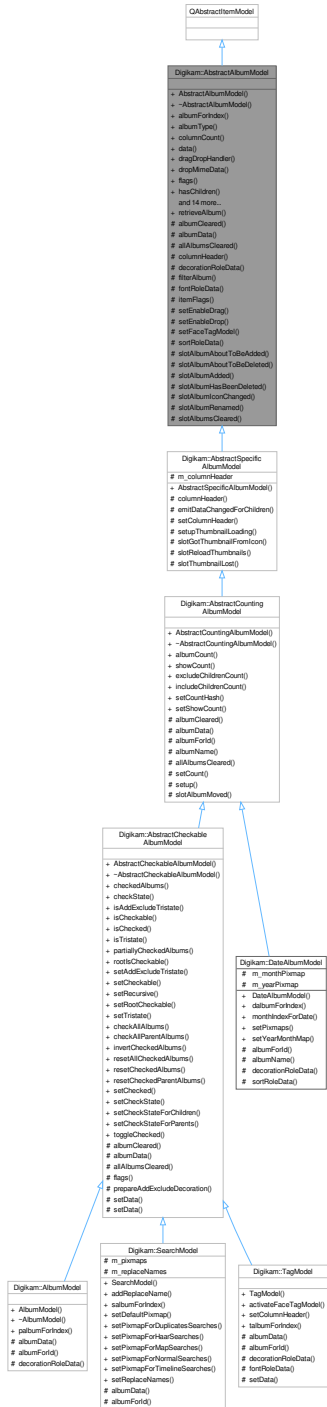 QAbstractItemModel
Digikam::AbstractAlbumModel
+ AbstractAlbumModel()
+ ~AbstractAlbumModel()
+ albumForIndex()
+ albumType()
+ columnCount()
+ data()
+ dragDropHandler()
+ dropMimeData()
+ flags()
+ hasChildren()
and 14 more...
+ retrieveAlbum()
# albumCleared()
# albumData()
# allAlbumsCleared()
# columnHeader()
# decorationRoleData()
# filterAlbum()
# fontRoleData()
# itemFlags()
# setEnableDrag()
# setEnableDrop()
# setFaceTagModel()
# sortRoleData()
# slotAlbumAboutToBeAdded()
# slotAlbumAboutToBeDeleted()
# slotAlbumAdded()
# slotAlbumHasBeenDeleted()
# slotAlbumIconChanged()
# slotAlbumRenamed()
# slotAlbumsCleared()
Digikam::AbstractSpecific
AlbumModel
# m_columnHeader
+ AbstractSpecificAlbumModel()
# columnHeader()
# emitDataChangedForChildren()
# setColumnHeader()
# setupThumbnailLoading()
# slotGotThumbnailFromIcon()
# slotReloadThumbnails()
# slotThumbnailLost()
Digikam::AbstractCounting
AlbumModel
+ AbstractCountingAlbumModel()
+ ~AbstractCountingAlbumModel()
+ albumCount()
+ showCount()
+ excludeChildrenCount()
+ includeChildrenCount()
+ setCountHash()
+ setShowCount()
# albumCleared()
# albumData()
# albumForId()
# albumName()
# allAlbumsCleared()
# setCount()
# setup()
# slotAlbumMoved()
Digikam::AbstractCheckable
AlbumModel
+ AbstractCheckableAlbumModel()
+ ~AbstractCheckableAlbumModel()
+ checkedAlbums()
+ checkState()
+ isAddExcludeTristate()
+ isCheckable()
+ isChecked()
+ isTristate()
+ partiallyCheckedAlbums()
+ rootIsCheckable()
+ setAddExcludeTristate()
+ setCheckable()
+ setRecursive()
+ setRootCheckable()
+ setTristate()
+ checkAllAlbums()
+ checkAllParentAlbums()
+ invertCheckedAlbums()
+ resetAllCheckedAlbums()
+ resetCheckedAlbums()
+ resetCheckedParentAlbums()
+ setChecked()
+ setCheckState()
+ setCheckStateForChildren()
+ setCheckStateForParents()
+ toggleChecked()
# albumCleared()
# albumData()
# allAlbumsCleared()
# flags()
# prepareAddExcludeDecoration()
# setData()
# setData()
Digikam::DateAlbumModel
# m_monthPixmap
# m_yearPixmap
+ DateAlbumModel()
+ dalbumForIndex()
+ monthIndexForDate()
+ setPixmaps()
+ setYearMonthMap()
# albumForId()
# albumName()
# decorationRoleData()
# sortRoleData()
Digikam::AlbumModel
+ AlbumModel()
+ ~AlbumModel()
+ palbumForIndex()
# albumData()
# albumForId()
# decorationRoleData()
Digikam::SearchModel
# m_pixmaps
# m_replaceNames
+ SearchModel()
+ addReplaceName()
+ salbumForIndex()
+ setDefaultPixmap()
+ setPixmapForDuplicatesSearches()
+ setPixmapForHaarSearches()
+ setPixmapForMapSearches()
+ setPixmapForNormalSearches()
+ setPixmapForTimelineSearches()
+ setReplaceNames()
# albumData()
# albumForId()
Digikam::TagModel
+ TagModel()
+ activateFaceTagModel()
+ setColumnHeader()
+ talbumForIndex()
# albumData()
# albumForId()
# decorationRoleData()
# fontRoleData()
# setData()